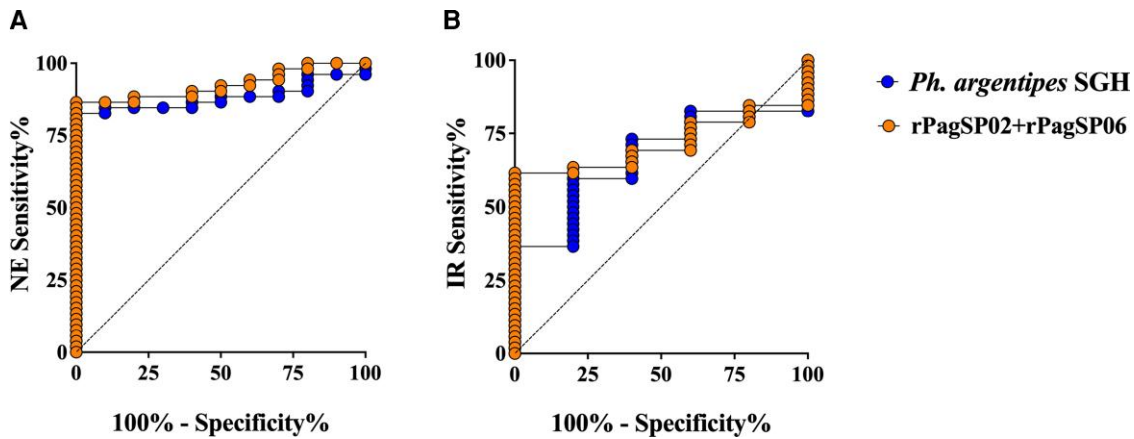 A
NE Sensitivity%
100
75
50
25
0
0 25 50 75 100
100% - Specificity%
B
IR Sensitivity%
100
75
50
25
0
0 25 50 75 100
100% - Specificity%
Ph. argentipes SGH
rPagSP02+rPagSP06